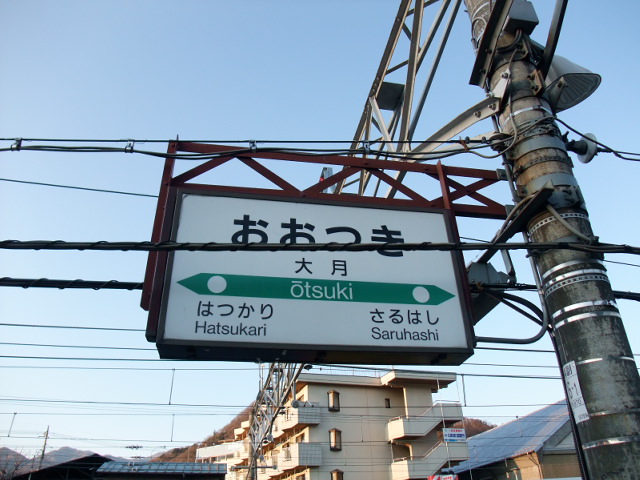 おおつき
大月
ōtsuki
はつかり
Hatsukari
さるはし
Saruhashi